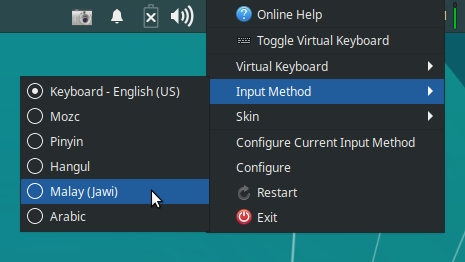 Online Help
Toggle Virtual Keyboard
Virtual Keyboard
Input Method
Skin
Configure Current Input Method
Configure
Restart
Exit
Keyboard - English (US)
Mozc
Pinyin
Hangul
Malay (Jawi)
Arabic